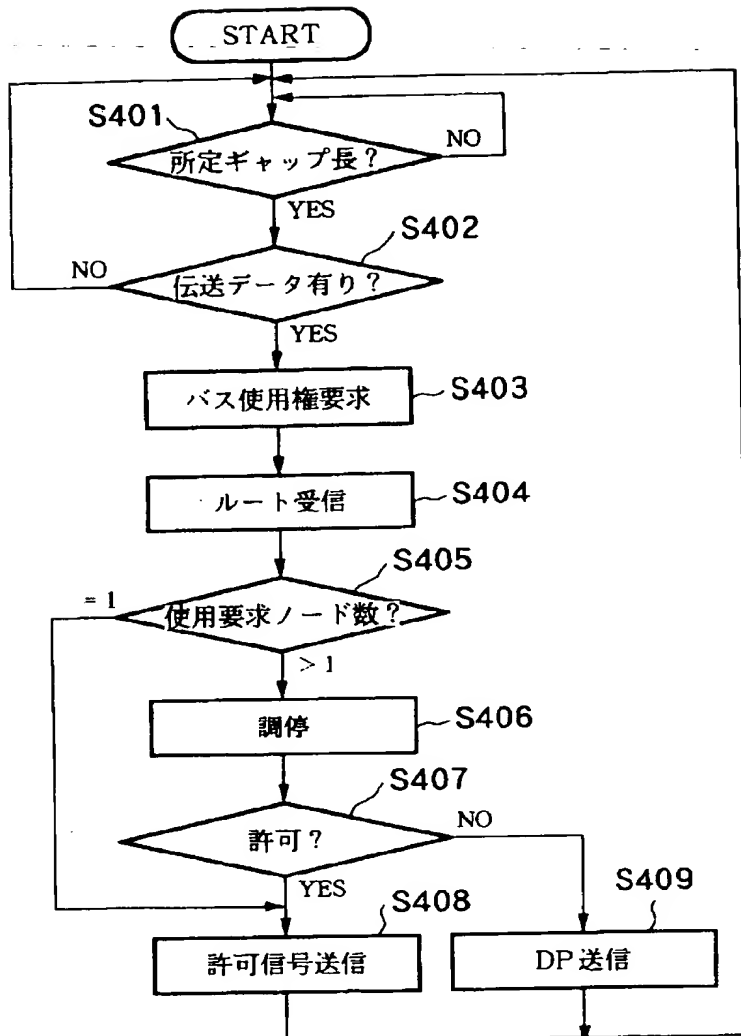 START
S401
所定ギャップ長?
NO
YES
S402
NO
伝送データ有り?
YES
バス使用権要求
S403
ルート受信
S404
S405
= 1
使用要求ノード数?
> 1
調停
S406
S407
許可?
NO
YES
S408
S409
許可信号送信
DP送信